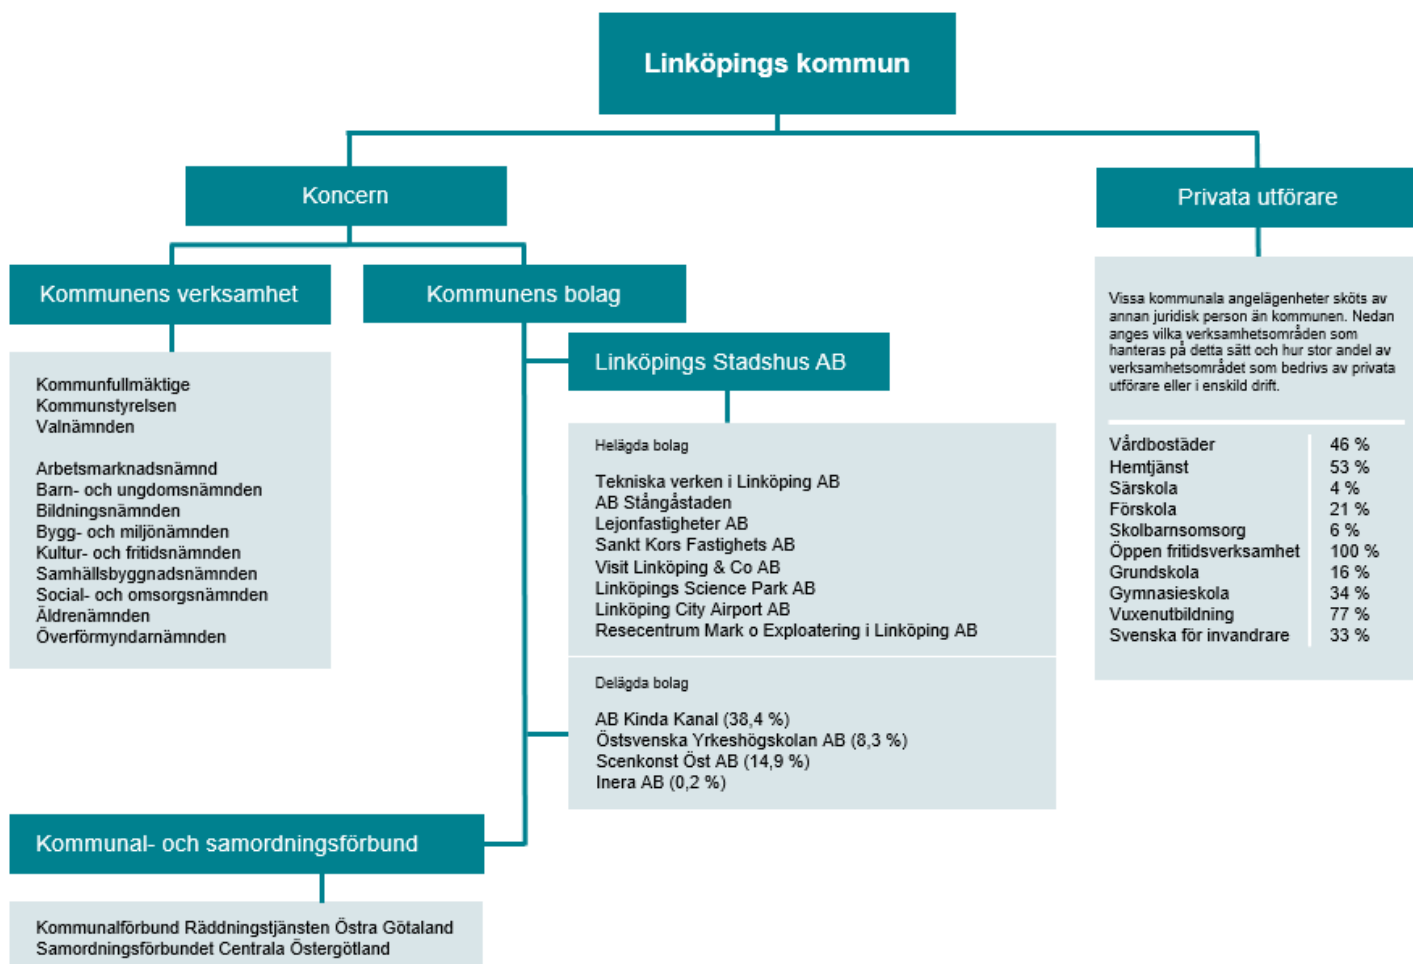 Linköpings kommun
Koncern
Privata utförare
Kommunens verksamhet
Kommunens bolag
Kommunfullmäktige
Kommunstyrelsen
Valnämnden
Arbetsmarknadsnämnd
Barn- och ungdomsnämnden
Bildningsnämnden
Bygg- och miljönämnden
Kultur- och fritidsnämnden
Samhällsbyggnadsnämnden
Social- och omsorgsnämnden
Äldrenämnden
Överförmyndarnämnden
Linköpings Stadshus AB
Helägda bolag
Tekniska verken i Linköping AB
AB Stångåstaden
Lejonfastigheter AB
Sankt Kors Fastighets AB
Visit Linköping & Co AB
Linköpings Science Park AB
Linköping City Airport AB
Resecentrum Mark o Exploatering i Linköping AB
Delägda bolag
AB Kinda Kanal (38,4 %)
Östsvenska Yrkeshögskolan AB (8,3 %)
Scenkonst Öst AB (14,9 %)
Inera AB (0,2 %)
Kommunal- och samordningsförbund
Kommunalförbund Räddningstjänsten Östra Götaland
Samordningsförbundet Centrala Östergötland
Vissa kommunala angelägenheter sköts av
annan juridisk person än kommunen. Nedan
anges vilka verksamhetsområden som
hanteras på detta sätt och hur stor andel av
verksamhetsområdet som bedrivs av privata
utförare eller i enskild drift.
Vårdbostäder 46 %
Hemtjänst 53 %
Särskola 4 %
Förskola 21 %
Skolbarnsomsorg 6 %
Öppen fritidsverksamhet 100 %
Grundskola 16 %
Gymnasieskola 34 %
Vuxenutbildning 77 %
Svenska för invandrare 33 %